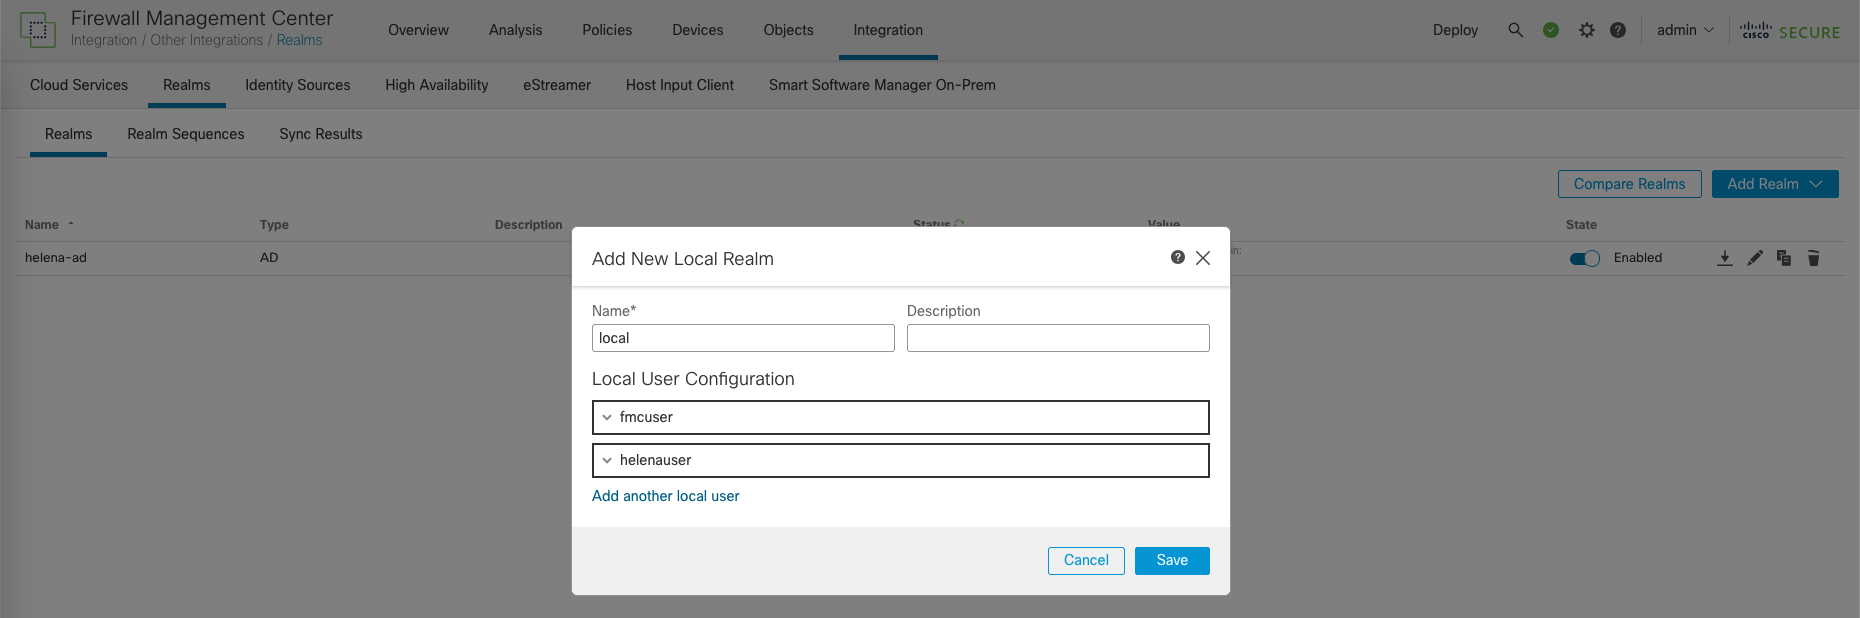 Firewall Management Center
Integration / Other Integrations / Realms
Overview Analysis Policies Devices Objects Integration
Deploy admin CISCO SECURE
Cloud Services Realms Identity Sources High Availability eStreamer Host Input Client Smart Software Manager On-Prem
Realms Realm Sequences Sync Results
Compare Realms Add Realm
Name Type Description Status Value State
helena-ad AD in: Enabled
Add New Local Realm
Name* Description
local
Local User Configuration
fmcuser
helenauser
Add another local user
Cancel Save